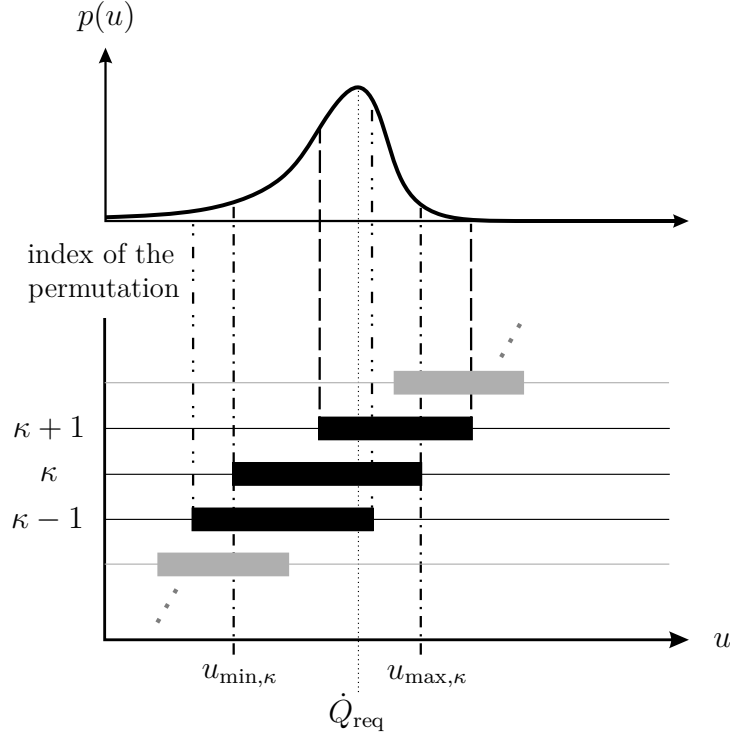 p(u)
index of the
permutation
κ + 1
κ
κ − 1
u
u_{min,κ}
u_{max,κ}
Q̇_{req}